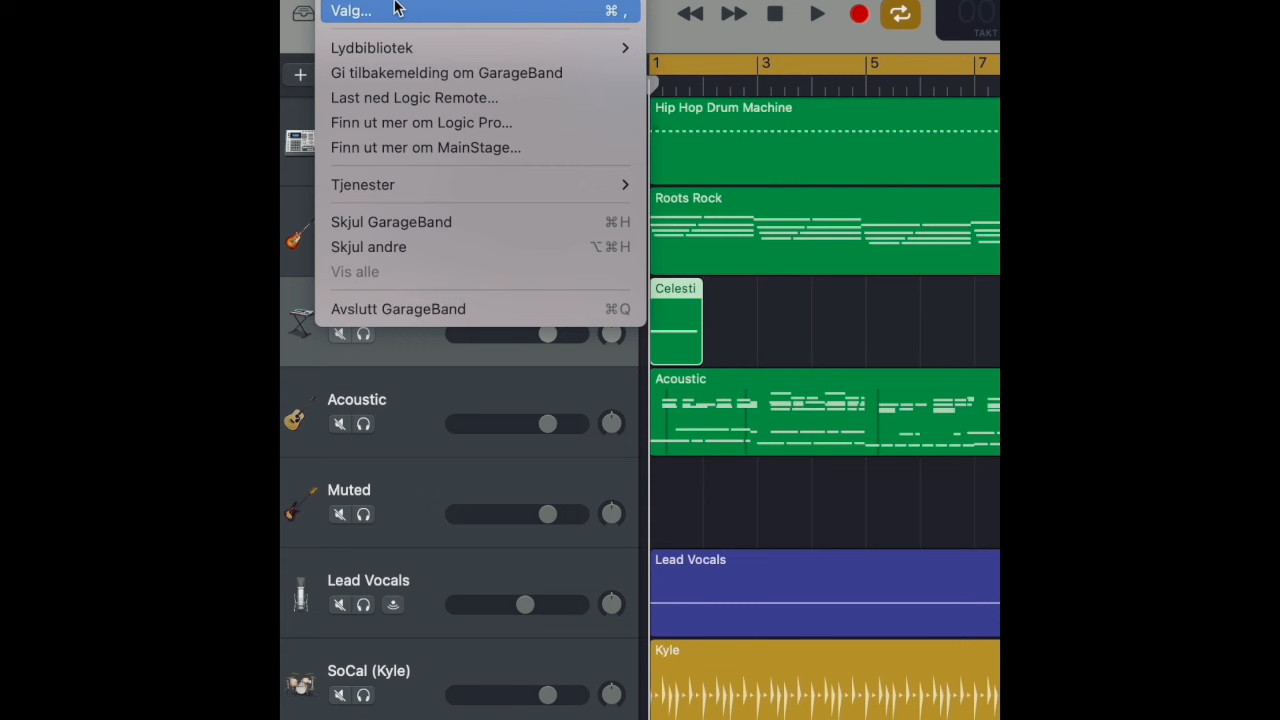 Valg... ⌘ ,
Lydbibliotek
Gi tilbakemelding om GarageBand
Last ned Logic Remote...
Finn ut mer om Logic Pro...
Finn ut mer om MainStage...
Tjenester
Skjul GarageBand ⌘H
Skjul andre ⌥⌘H
Vis alle
Avslutt GarageBand ⌘Q
TAKT
1 3 5 7
Hip Hop Drum Machine
Roots Rock
Celesti
Acoustic
Acoustic
Muted
Lead Vocals
Lead Vocals
Kyle
SoCal (Kyle)